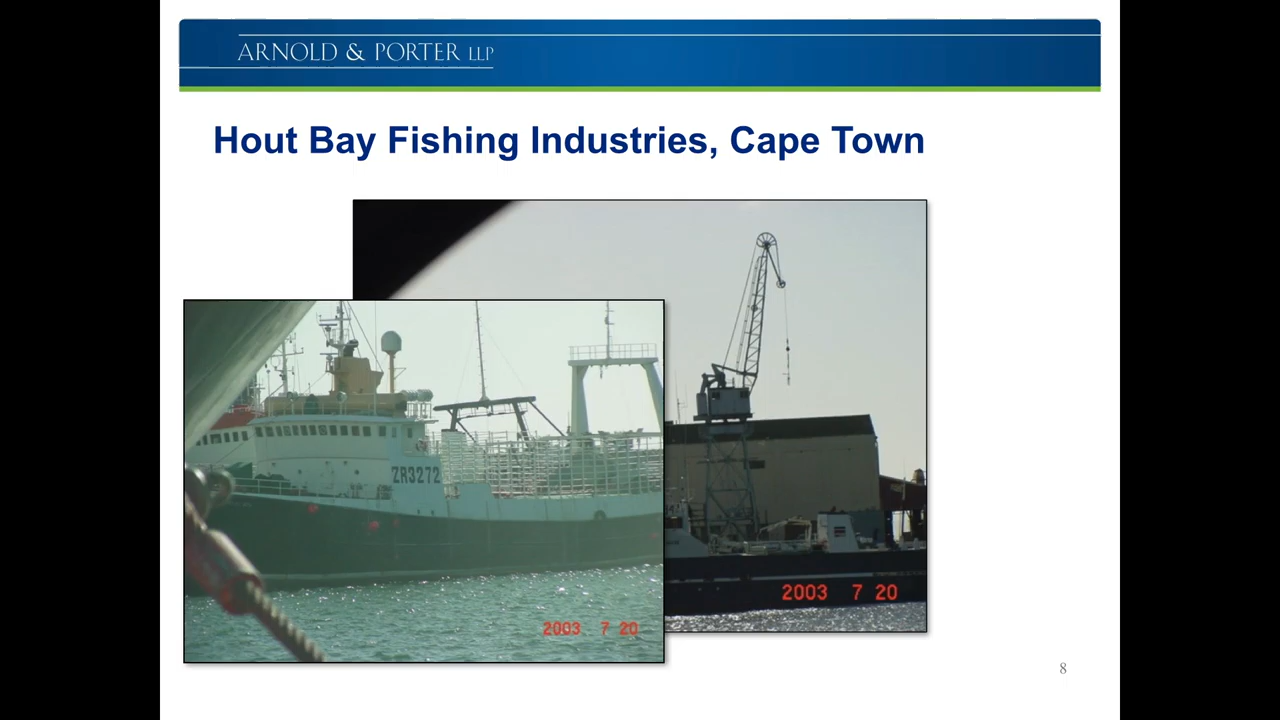 ARNOLD & PORTER LLP
Hout Bay Fishing Industries, Cape Town
ZR3272
2003 7 20
2003 7 20
8